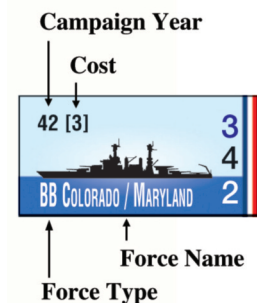 Campaign Year
Cost
42 [3]
3
4
BB COLORADO / MARYLAND 2
Force Name
Force Type